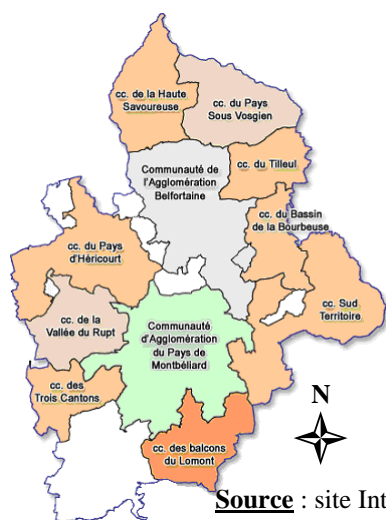 cc. de la Haute
Savoureuse
cc. du Pays
Sous Vosgien
Communauté de
l'Agglomération
Belfortaine
cc. du Tilleul
cc. du Bassin
de la Bourbeuse
cc. du Pays
d'Héricourt
cc. Sud
Territoire
cc. de la
Vallée du Rupt
Communauté
d'Agglomération
du Pays de
Montbéliard
cc. des
Trois Cantons
N
cc. des balcons
du Lomont
Source : site Int